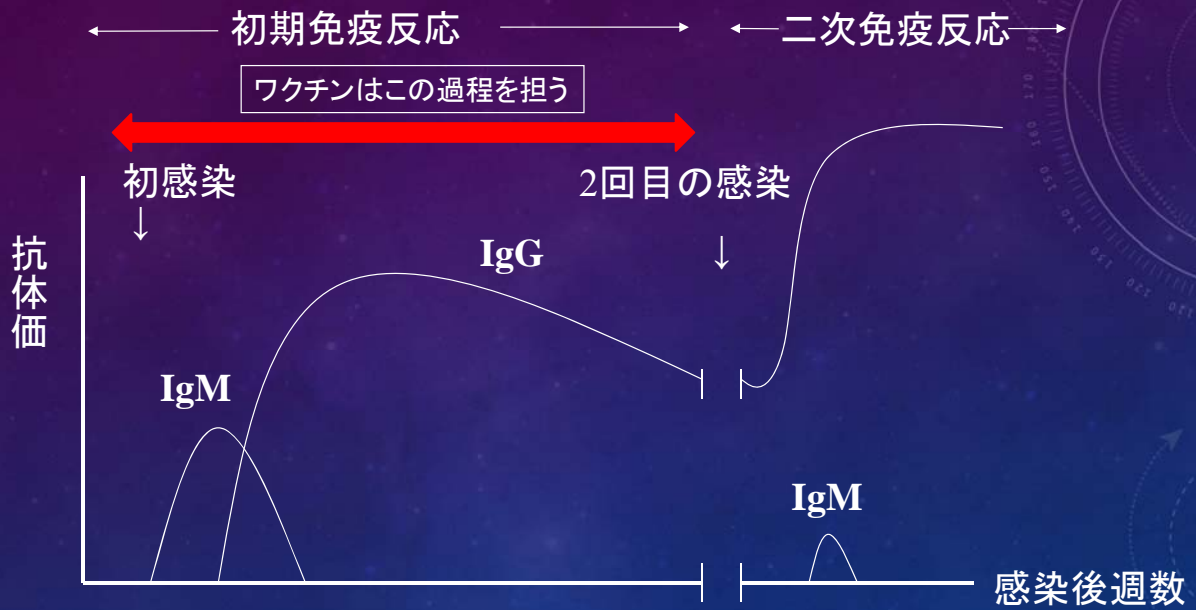 初期免疫反応
二次免疫反応
ワクチンはこの過程を担う
初感染
↓
2回目の感染
↓
抗体価
IgG
IgM
IgM
感染後週数